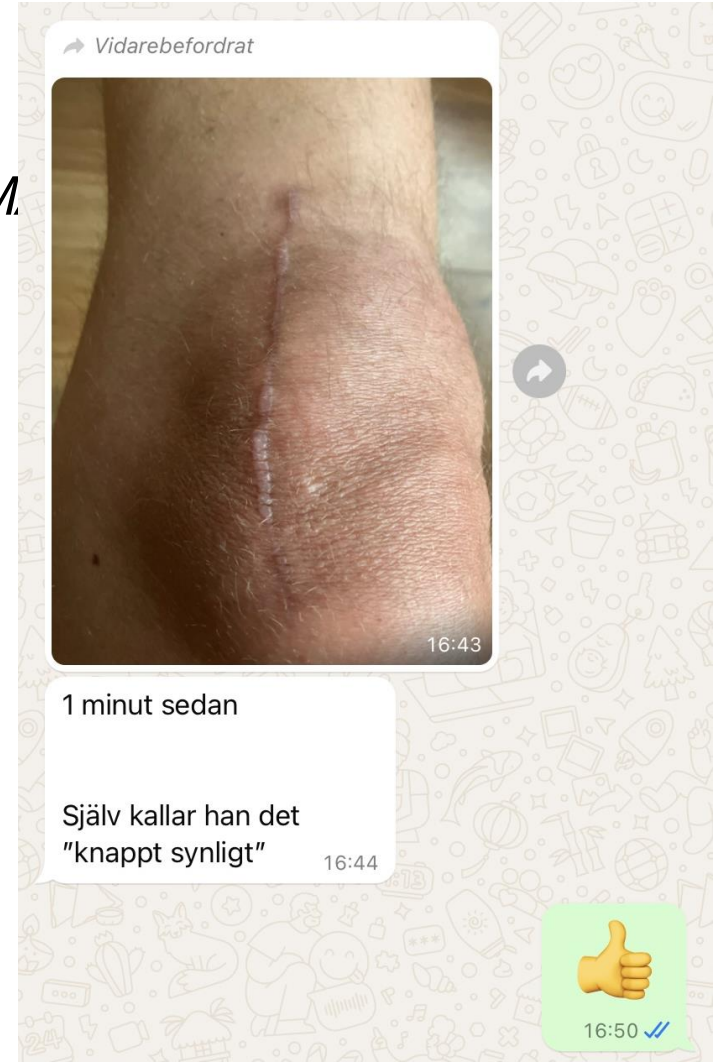 Vidarebefordrat
16:43
1 minut sedan
Själv kallar han det
”knappt synligt”
16:44
16:50